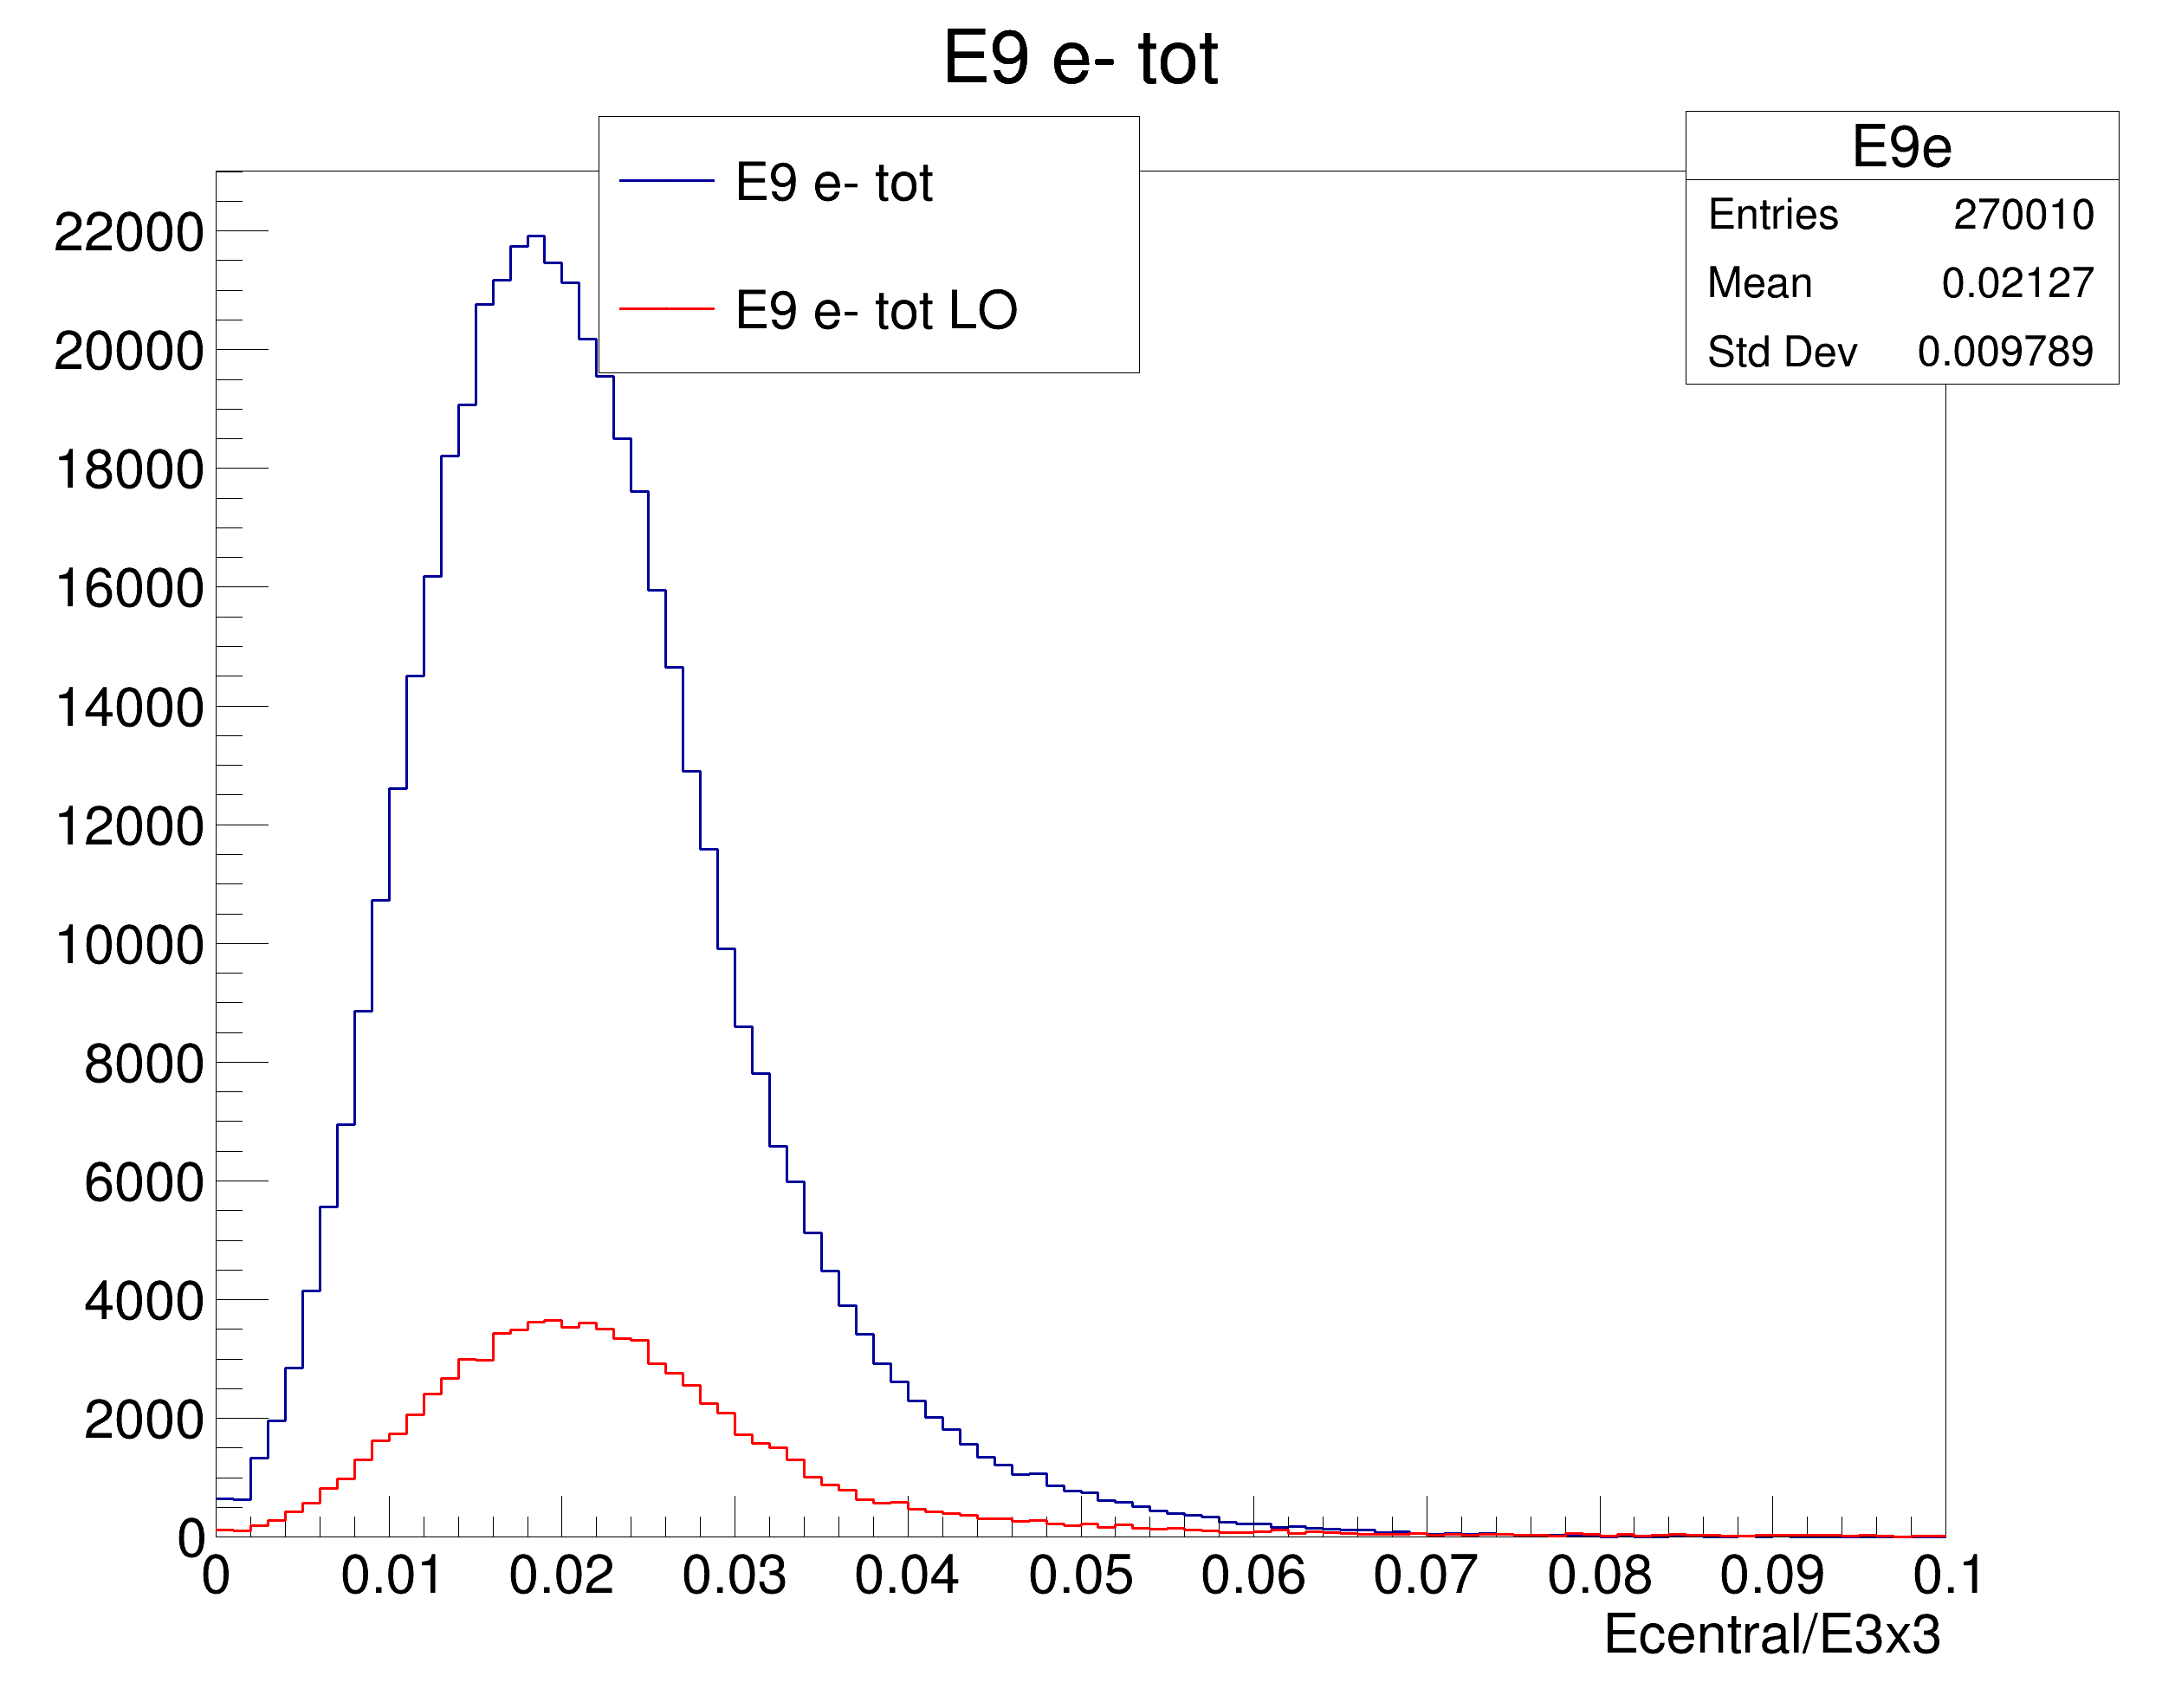 E9 e- tot
E9 e- tot
E9 e- tot LO
E9e
Entries 270010
Mean 0.02127
Std Dev 0.009789
22000
20000
18000
16000
14000
12000
10000
8000
6000
4000
2000
0
0 0.01 0.02 0.03 0.04 0.05 0.06 0.07 0.08 0.09 0.1
Ecentral/E3x3